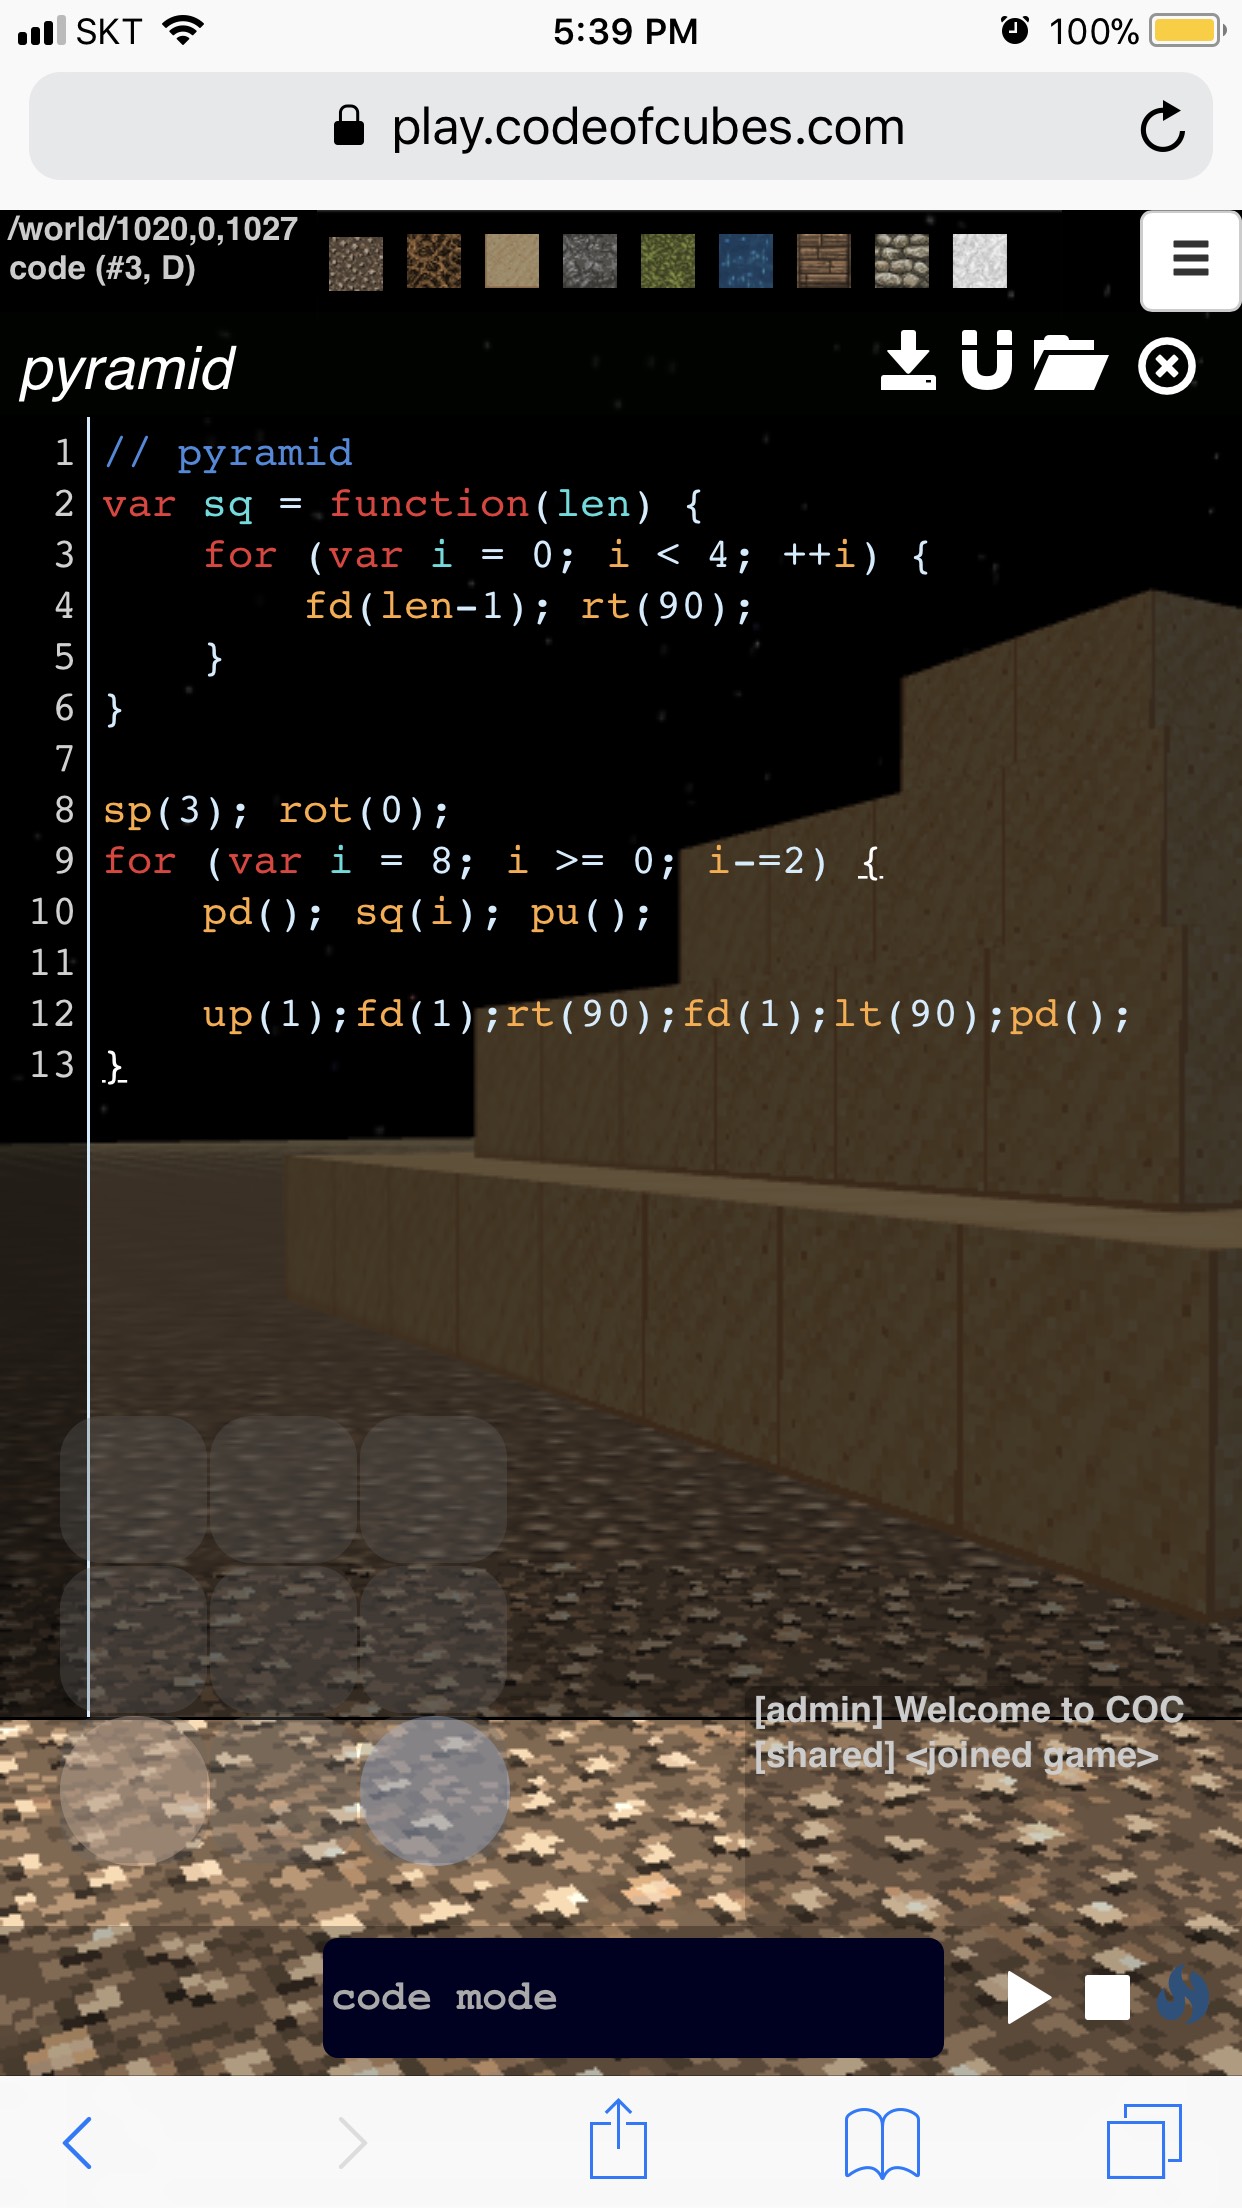 SKT 5:39 PM 100%
play.codeofcubes.com
/world/1020,0,1027
code (#3, D)
pyramid
1 // pyramid
2 var sq = function(len) {
3     for (var i = 0; i < 4; ++i) {
4         fd(len-1); rt(90);
5     }
6 }
7
8 sp(3); rot(0);
9 for (var i = 8; i >= 0; i-=2) {
10     pd(); sq(i); pu();
11
12     up(1);fd(1);rt(90);fd(1);lt(90);pd();
13 }
[admin] Welcome to COC
[shared] <joined game>
code mode